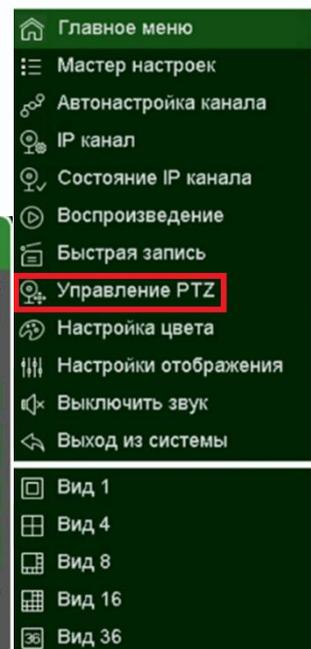 Главное меню
Мастер настроек
Автонастройка канала
IP канал
Состояние IP канала
Воспроизведение
Быстрая запись
Управление PTZ
Настройка цвета
Настройки отображения
Выключить звук
Выход из системы
Вид 1
Вид 4
Вид 8
Вид 16
36 Вид 36